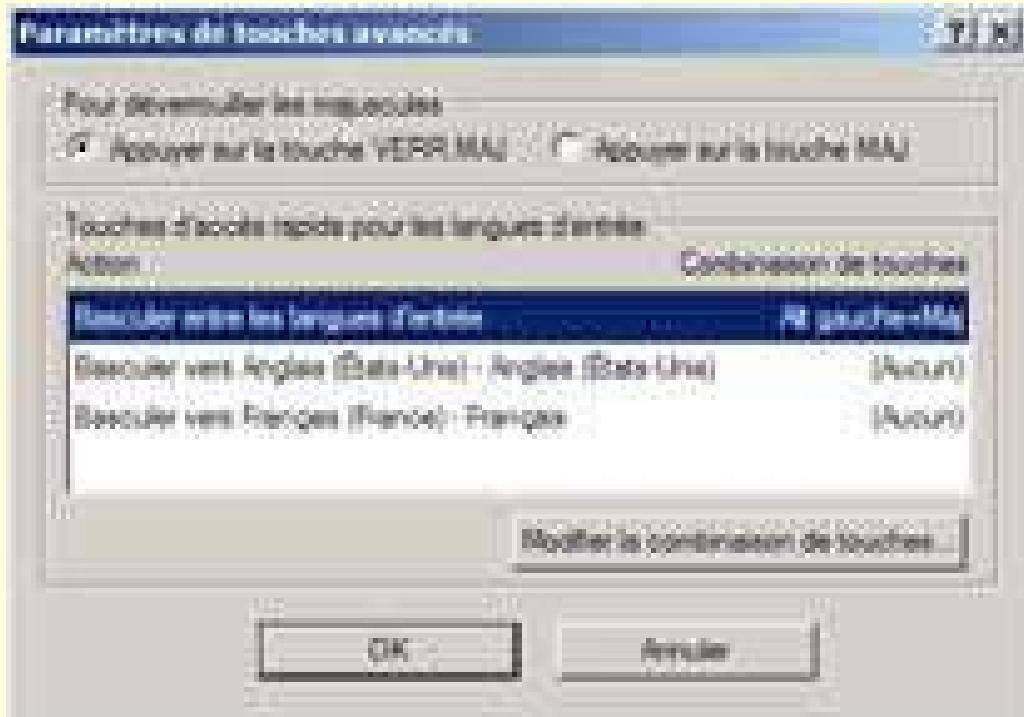 Paramètres de touches avancés
Pour déverrouiller les majuscules
Appuyer sur la touche VERR.MAJ
Appuyer sur la touche MAJ
Touches d'accès rapide pour les langues d'entrée
Action Combinaison de touches
Basculer entre les langues d'entrée Alt gauche+Maj
Basculer vers Anglais (États-Unis) - Anglais (États-Unis) (Aucun)
Basculer vers Français (France) - Français (Aucun)
Modifier la combinaison de touches...
OK Annuler